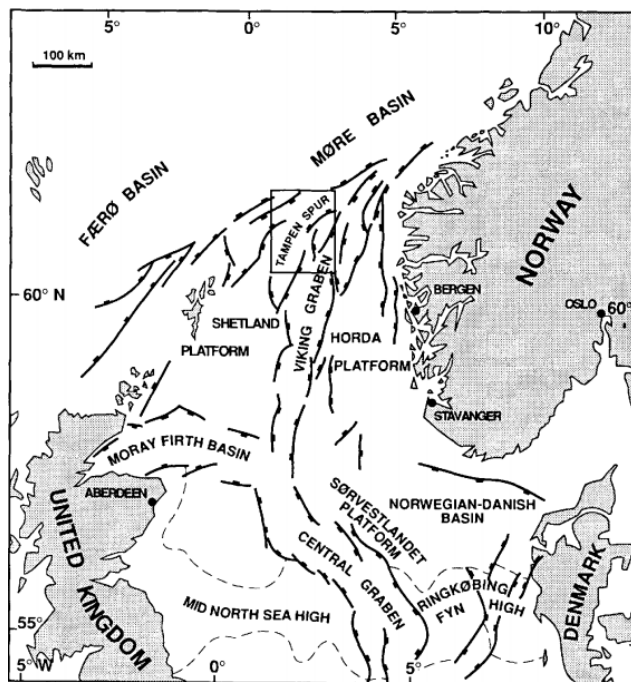 0° 5° 10°
100 km
MØRE BASIN
FÆRØ BASIN
NORWAY
TAMPEN SPUR
60° N
BERGEN
OSLO 60°
SHETLAND
PLATFORM
VIKING GRABEN
HORDA
PLATFORM
STAVANGER
MORAY FIRTH BASIN
ABERDEEN
UNITED
KINGDOM
SØRVESTLANDET
PLATFORM
NORWEGIAN-DANISH
BASIN
CENTRAL
GRABEN
MID NORTH SEA HIGH
RINGKØBING
FYN
HIGH
DENMARK
55°
5° W 0° 5°